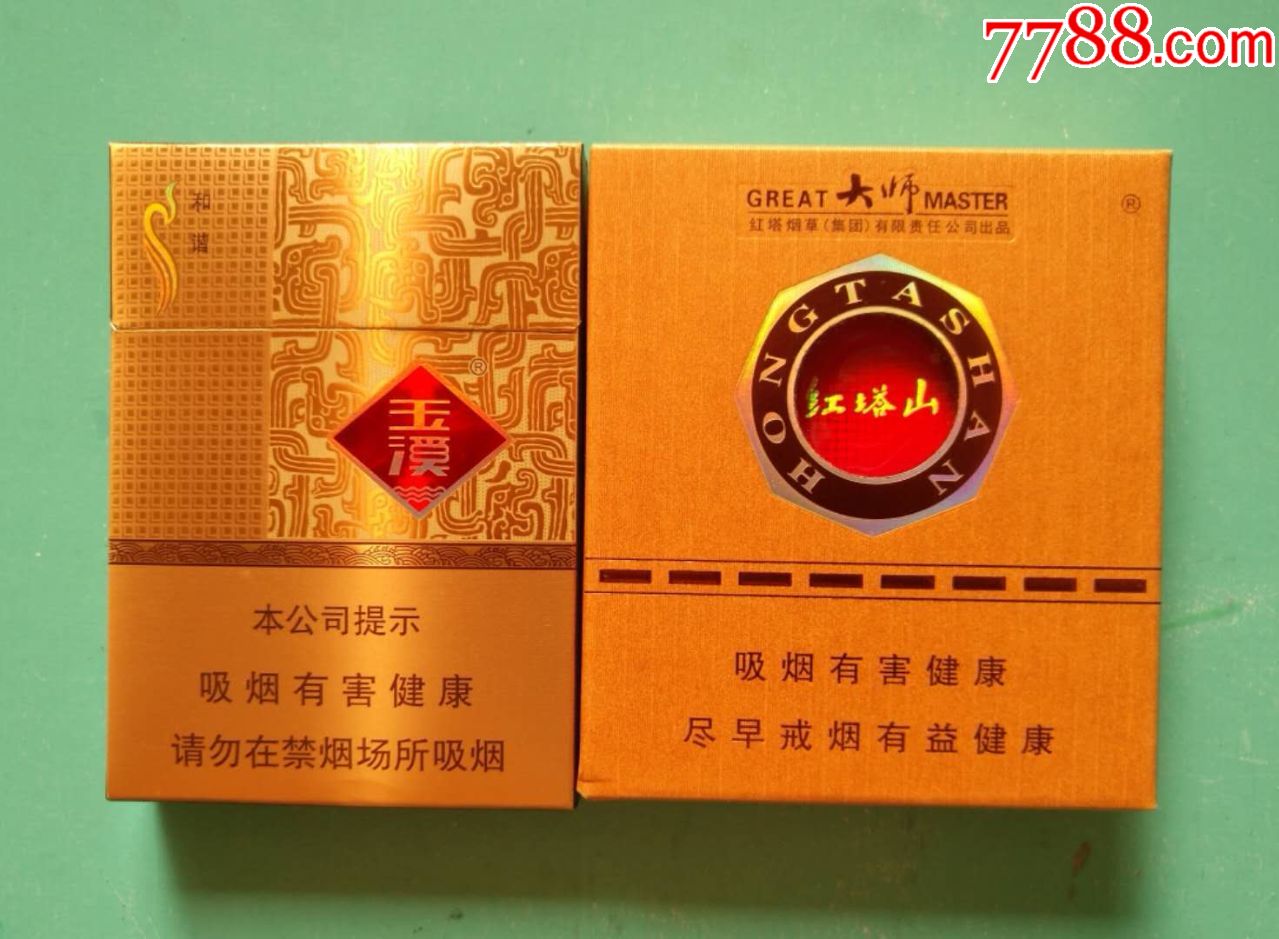 7788.com
和
谐
玉
溪
®
本公司提示
吸烟有害健康
请勿在禁烟场所吸烟
GREAT 大师 MASTER
®
红塔烟草(集团)有限责任公司出品
HONGTASHAN
红塔山
吸烟有害健康
尽早戒烟有益健康